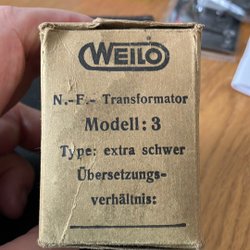 WEILO
N.-F.- Transformator
Modell: 3
Type: extra schwer
Übersetzungs-
verhältnis: